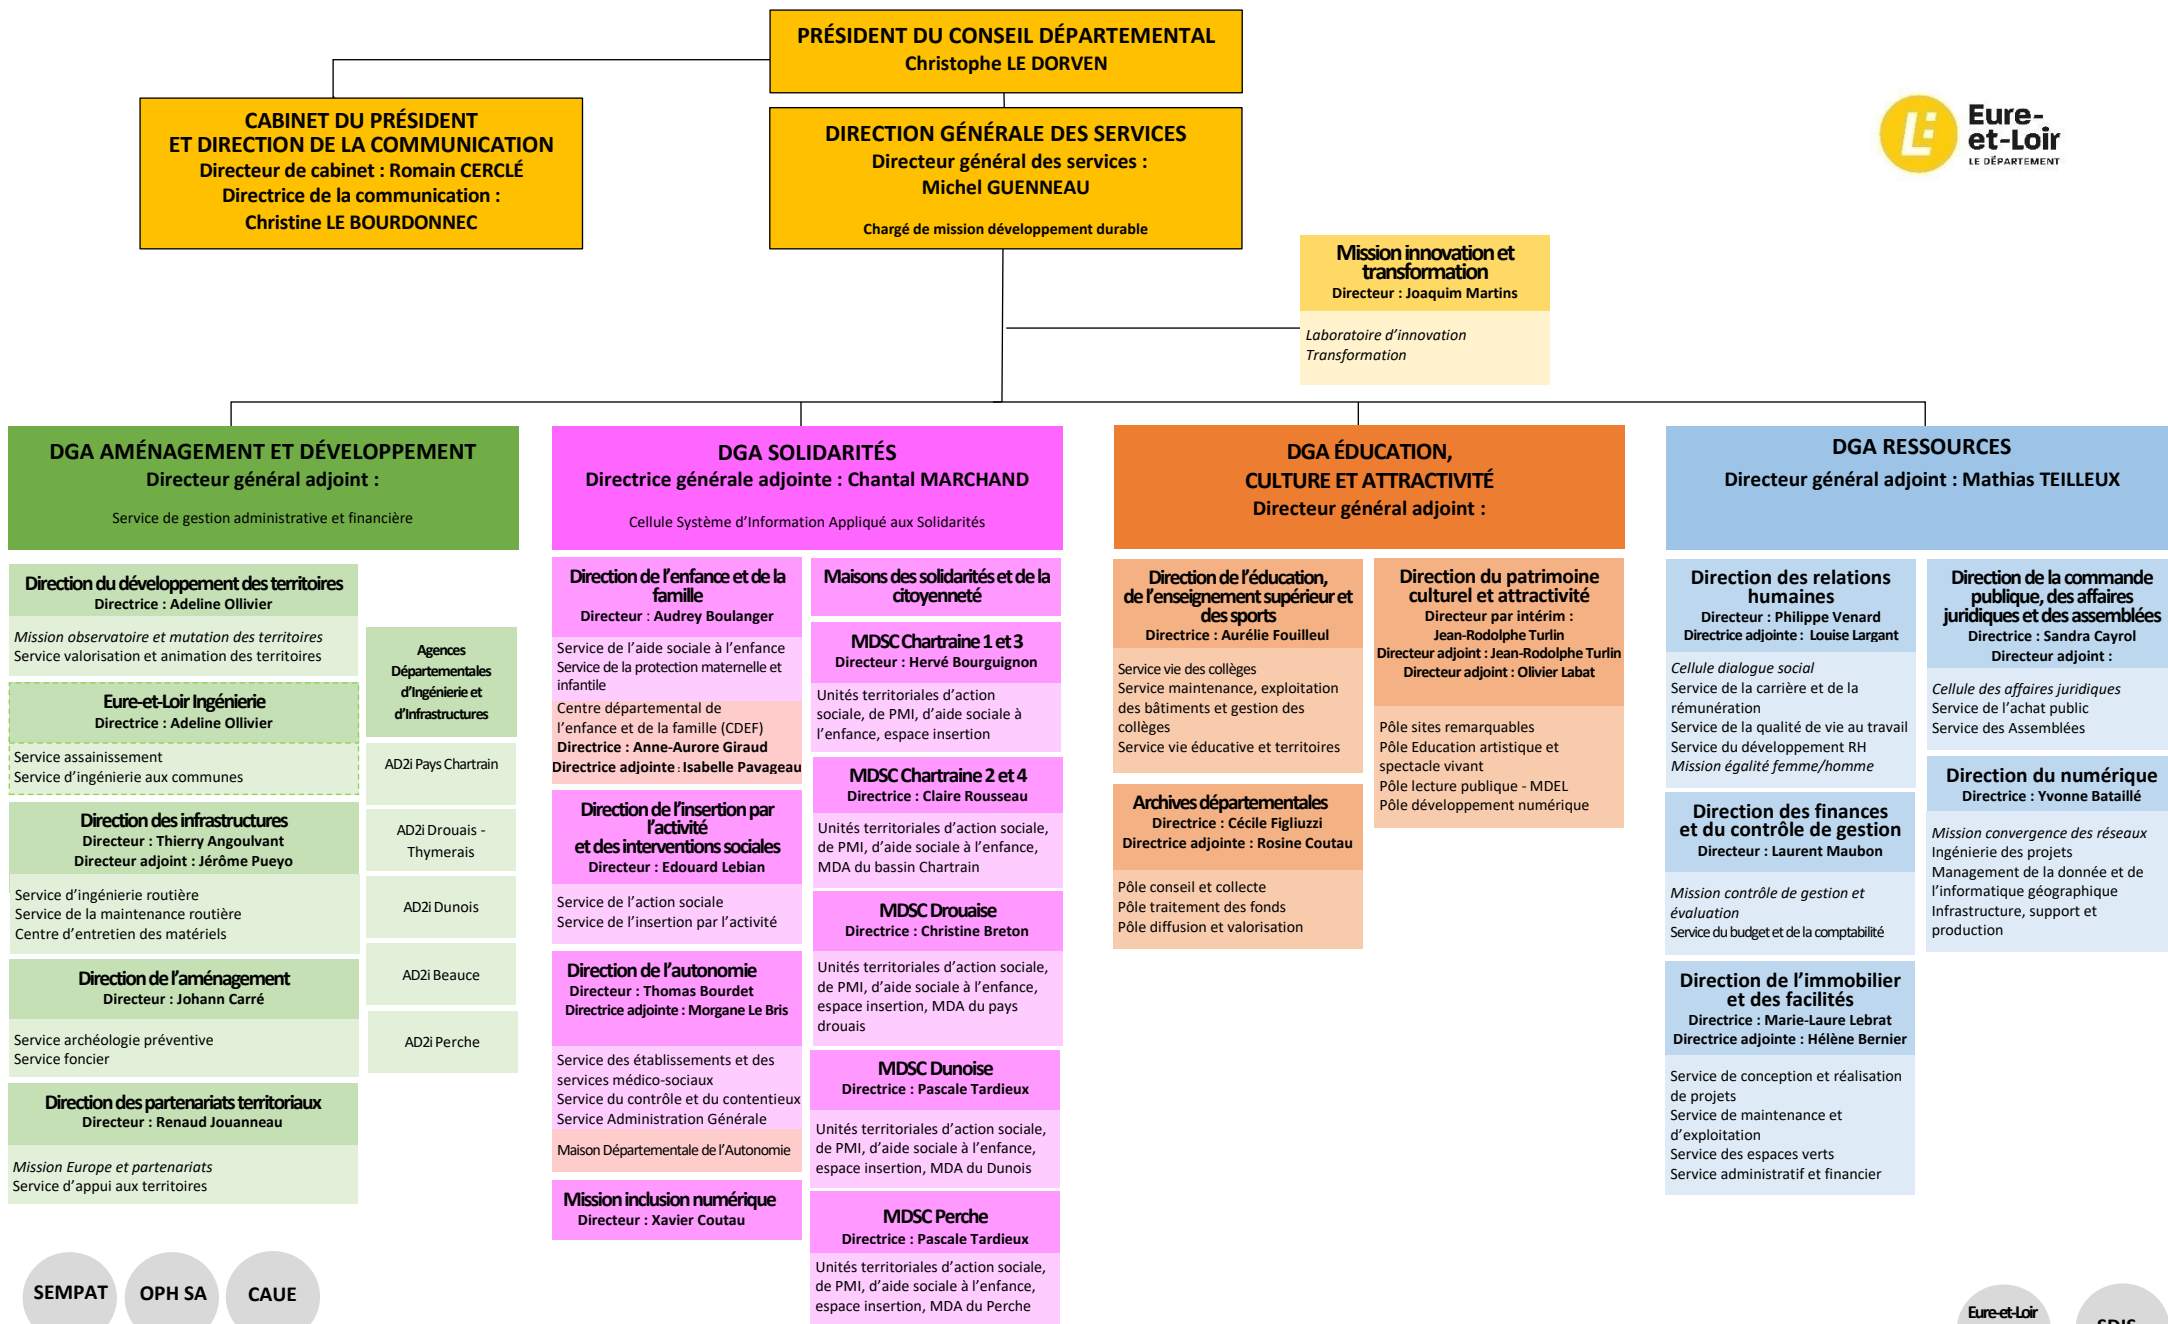 PRÉSIDENT DU CONSEIL DÉPARTEMENTAL
Christophe LE DORVEN
CABINET DU PRÉSIDENT
ET DIRECTION DE LA COMMUNICATION
Directeur de cabinet : Romain CERCLÉ
Directrice de la communication :
Christine LE BOURDONNEC
DIRECTION GÉNÉRALE DES SERVICES
Directeur général des services :
Michel GUENNEAU
Chargé de mission développement durable
Eure-
et-Loir
LE DÉPARTEMENT
Mission innovation et
transformation
Directeur : Joaquim Martins
Laboratoire d’innovation
Transformation
DGA AMÉNAGEMENT ET DÉVELOPPEMENT
Directeur général adjoint :
Service de gestion administrative et financière
Direction du développement des territoires
Directrice : Adeline Ollivier
Mission observatoire et mutation des territoires
Service valorisation et animation des territoires
Eure-et-Loir Ingénierie
Directrice : Adeline Ollivier
Service assainissement
Service d’ingénierie aux communes
Direction des infrastructures
Directeur : Thierry Angoulvant
Directeur adjoint : Jérôme Pueyo
Service d’ingénierie routière
Service de la maintenance routière
Centre d’entretien des matériels
Direction de l’aménagement
Directeur : Johann Carré
Service archéologie préventive
Service foncier
Direction des partenariats territoriaux
Directeur : Renaud Jouanneau
Mission Europe et partenariats
Service d’appui aux territoires
Agences
Départementales
d’Ingénierie et
d’Infrastructures
AD2i Pays Chartrain
AD2i Drouais -
Thymerais
AD2i Dunois
AD2i Beauce
AD2i Perche
DGA SOLIDARITÉS
Directrice générale adjointe : Chantal MARCHAND
Cellule Système d’Information Appliqué aux Solidarités
Direction de l’enfance et de la
famille
Directeur : Audrey Boulanger
Service de l’aide sociale à l’enfance
Service de la protection maternelle et
infantile
Centre départemental de
l’enfance et de la famille (CDEF)
Directrice : Anne-Aurore Giraud
Directrice adjointe : Isabelle Pavageau
Direction de l’insertion par
l’activité
et des interventions sociales
Directeur : Edouard Lebian
Service de l’action sociale
Service de l’insertion par l’activité
Direction de l’autonomie
Directeur : Thomas Bourdet
Directrice adjointe : Morgane Le Bris
Service des établissements et des
services médico-sociaux
Service du contrôle et du contentieux
Service Administration Générale
Maison Départementale de l’Autonomie
Mission inclusion numérique
Directeur : Xavier Coutau
Maisons des solidarités et de la
citoyenneté
MDSC Chartraine 1 et 3
Directeur : Hervé Bourguignon
Unités territoriales d’action
sociale, de PMI, d’aide sociale à
l’enfance, espace insertion
MDSC Chartraine 2 et 4
Directrice : Claire Rousseau
Unités territoriales d’action sociale,
de PMI, d’aide sociale à l’enfance,
MDA du bassin Chartrain
MDSC Drouaise
Directrice : Christine Breton
Unités territoriales d’action sociale,
de PMI, d’aide sociale à l’enfance,
espace insertion, MDA du pays
drouais
MDSC Dunoise
Directrice : Pascale Tardieux
Unités territoriales d’action sociale,
de PMI, d’aide sociale à l’enfance,
espace insertion, MDA du Dunois
MDSC Perche
Directrice : Pascale Tardieux
Unités territoriales d’action sociale,
de PMI, d’aide sociale à l’enfance,
espace insertion, MDA du Perche
DGA ÉDUCATION,
CULTURE ET ATTRACTIVITÉ
Directeur général adjoint :
Direction de l’éducation,
de l’enseignement supérieur et
des sports
Directrice : Aurélie Fouilleul
Service vie des collèges
Service maintenance, exploitation
des bâtiments et gestion des
collèges
Service vie éducative et territoires
Archives départementales
Directrice : Cécile Figliuzzi
Directrice adjointe : Rosine Coutau
Pôle conseil et collecte
Pôle traitement des fonds
Pôle diffusion et valorisation
Direction du patrimoine
culturel et attractivité
Directeur par intérim :
Jean-Rodolphe Turlin
Directeur adjoint : Jean-Rodolphe Turlin
Directeur adjoint : Olivier Labat
Pôle sites remarquables
Pôle Education artistique et
spectacle vivant
Pôle lecture publique - MDEL
Pôle développement numérique
DGA RESSOURCES
Directeur général adjoint : Mathias TEILLEUX
Direction des relations
humaines
Directeur : Philippe Venard
Directrice adjointe : Louise Largant
Cellule dialogue social
Service de la carrière et de la
rémunération
Service de la qualité de vie au travail
Service du développement RH
Mission égalité femme/homme
Direction des finances
et du contrôle de gestion
Directeur : Laurent Maubon
Mission contrôle de gestion et
évaluation
Service du budget et de la comptabilité
Direction de l’immobilier
et des facilités
Directrice : Marie-Laure Lebrat
Directrice adjointe : Hélène Bernier
Service de conception et réalisation
de projets
Service de maintenance et
d’exploitation
Service des espaces verts
Service administratif et financier
Direction de la commande
publique, des affaires
juridiques et des assemblées
Directrice : Sandra Cayrol
Directeur adjoint :
Cellule des affaires juridiques
Service de l’achat public
Service des Assemblées
Direction du numérique
Directrice : Yvonne Bataillé
Mission convergence des réseaux
Ingénierie des projets
Management de la donnée et de
l’informatique géographique
Infrastructure, support et
production
SEMPAT
OPH SA
CAUE
Eure-et-Loir
SDIS